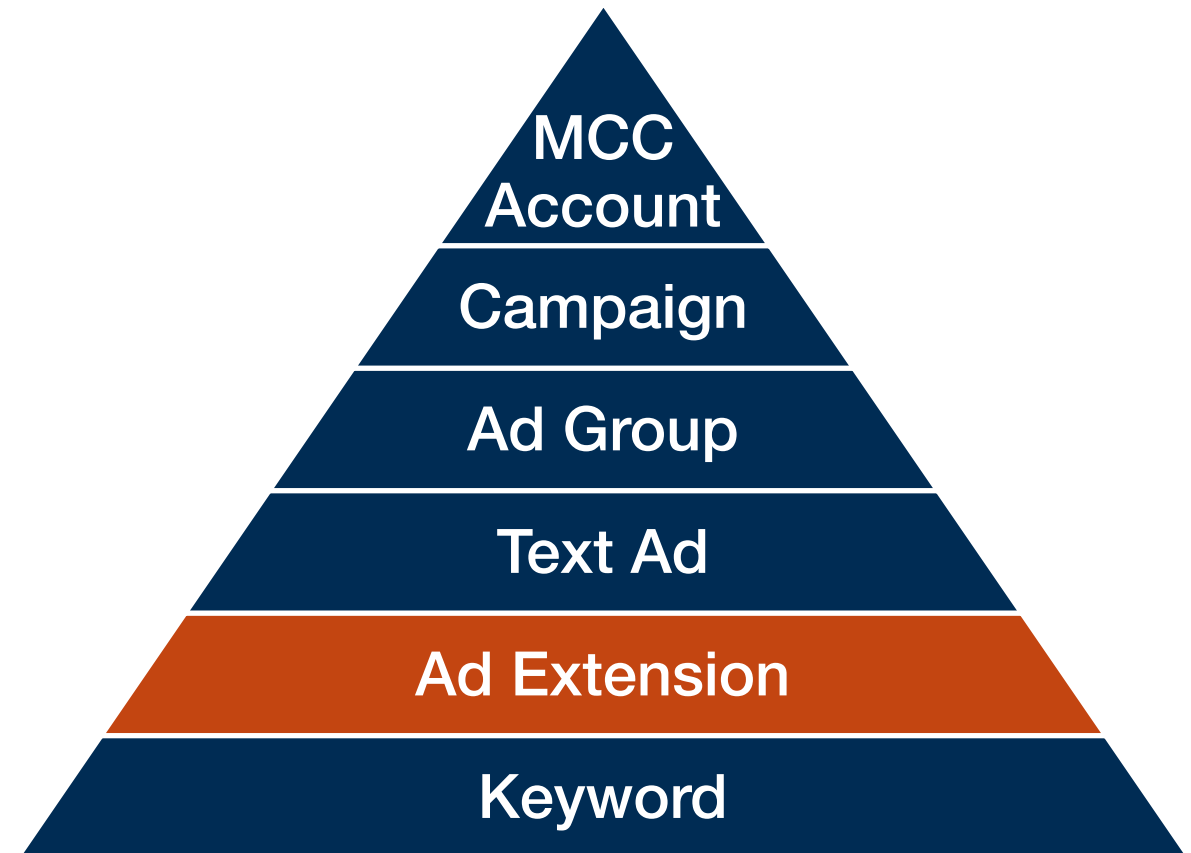 MCC
Account
Campaign
Ad Group
Text Ad
Ad Extension
Keyword